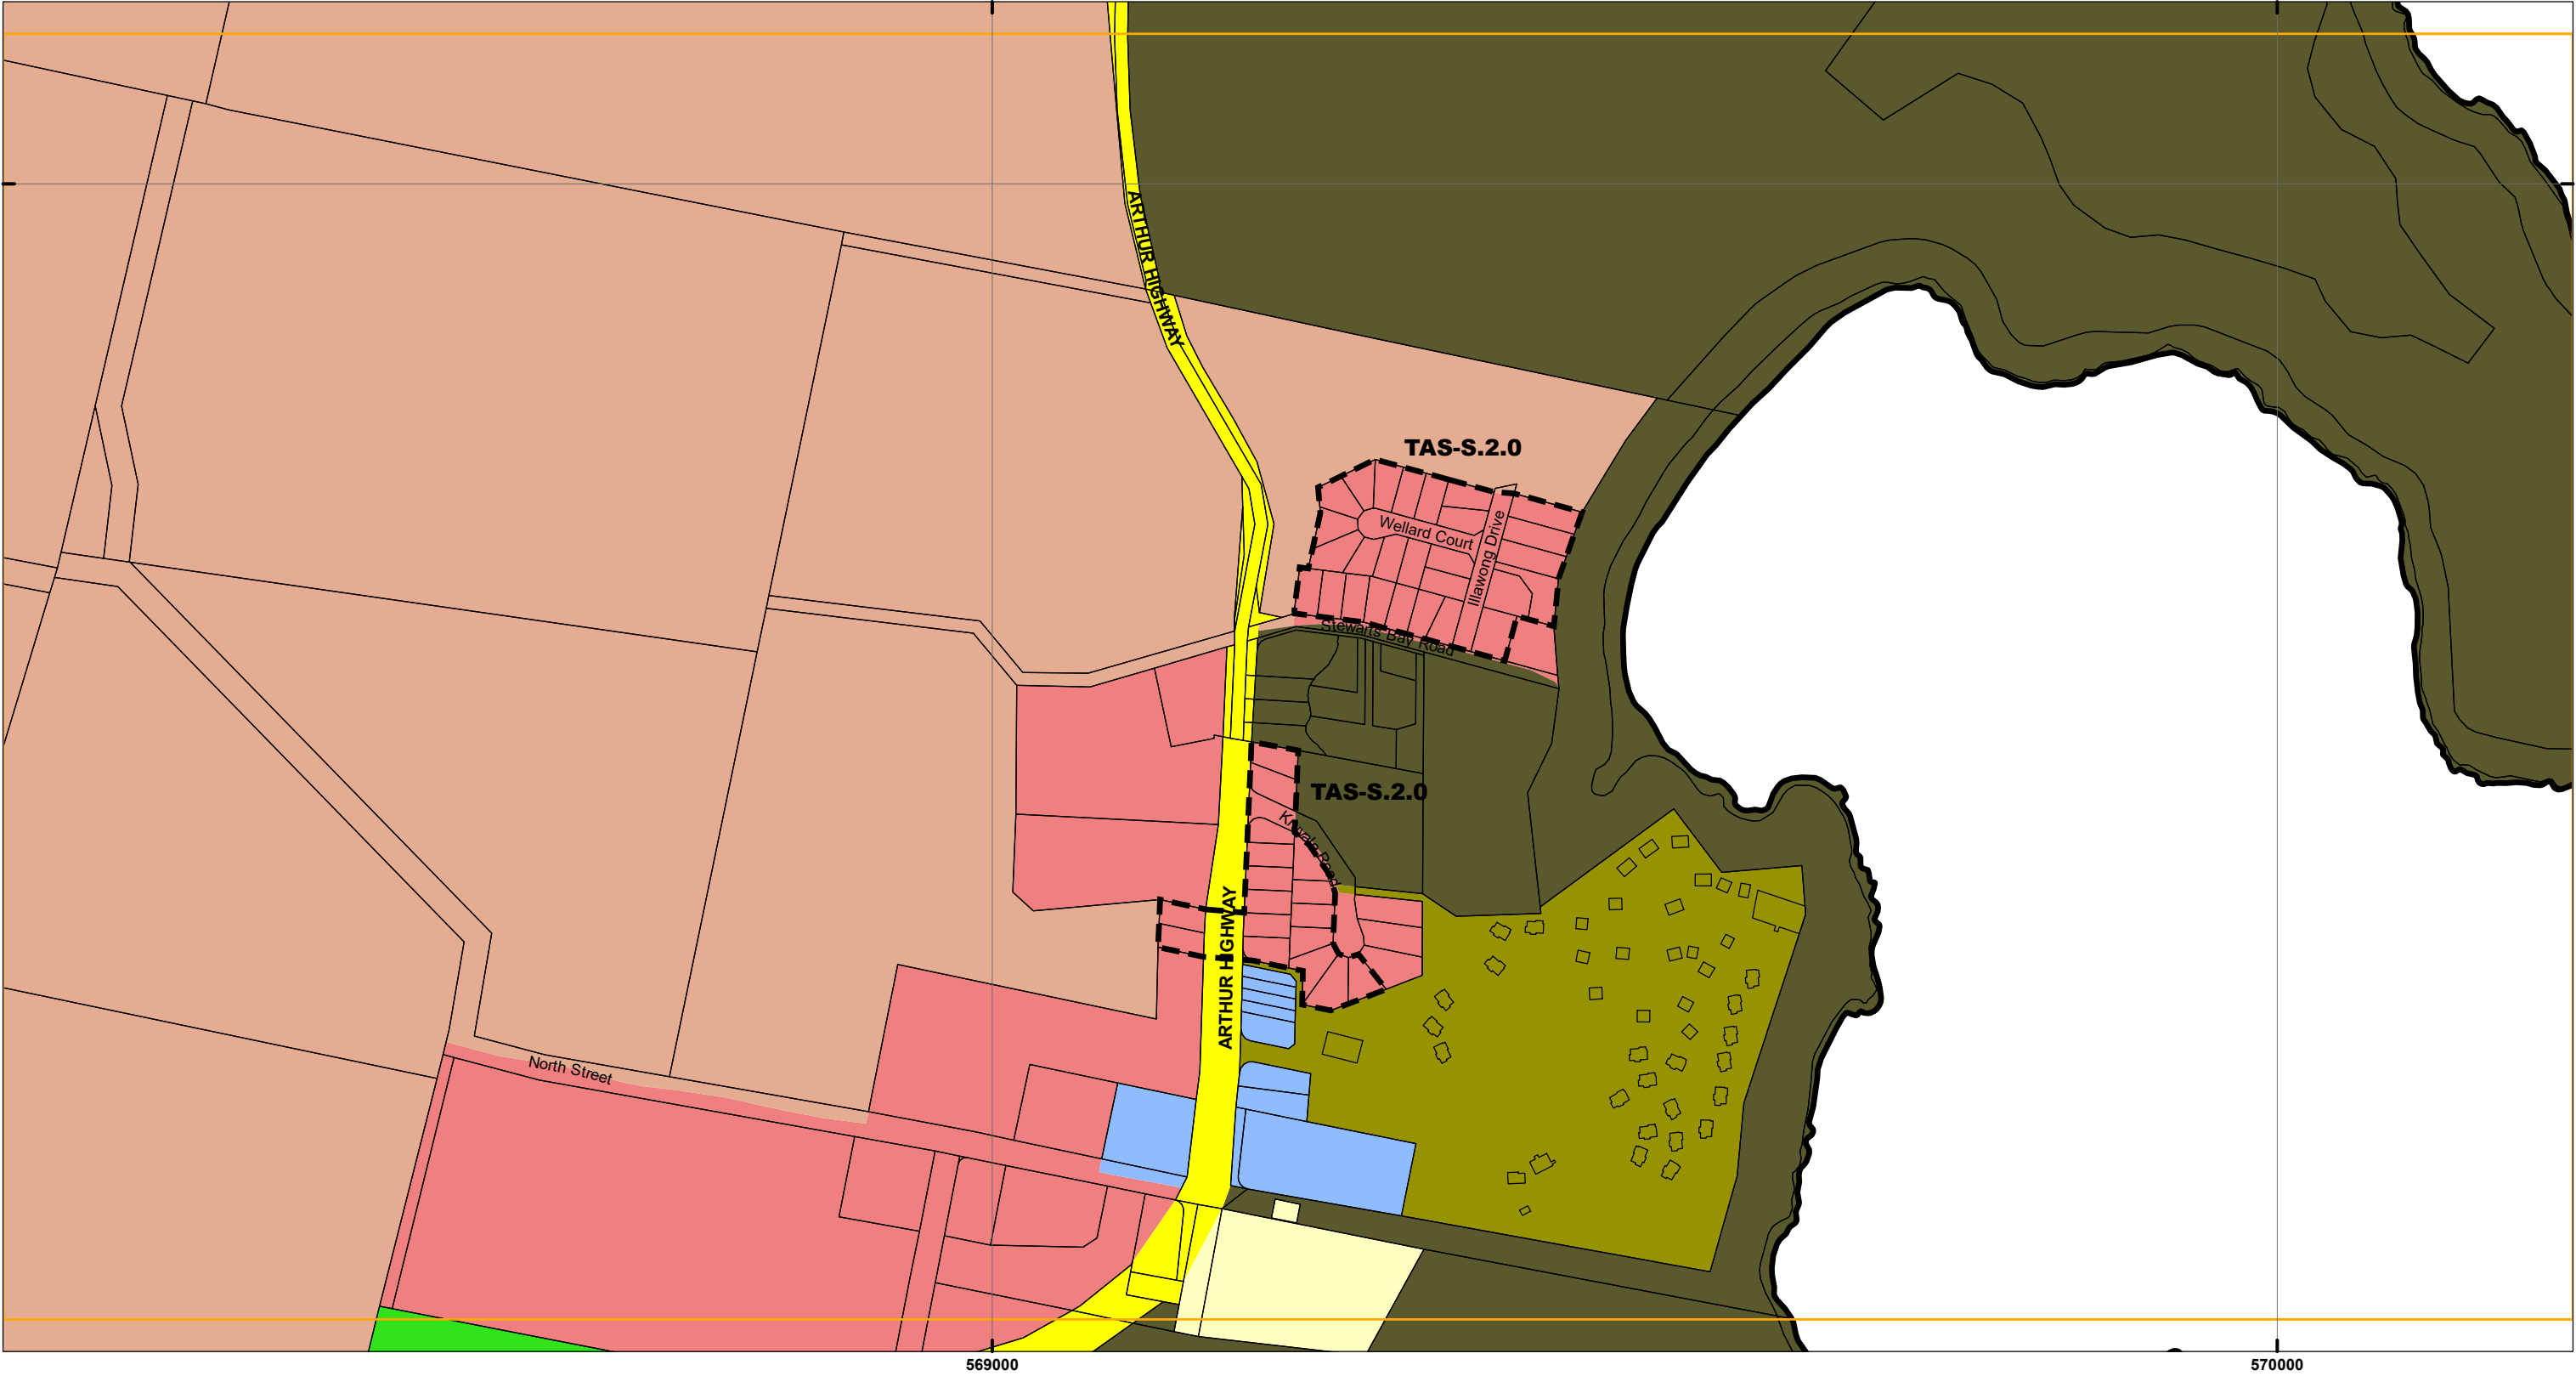 ARTHUR HIGHWAY
TAS-S.2.0
Wellard Court
Illawong Drive
Stewarts Bay Road
TAS-S.2.0
ARTHUR HIGHWAY
North Street
569000
570000